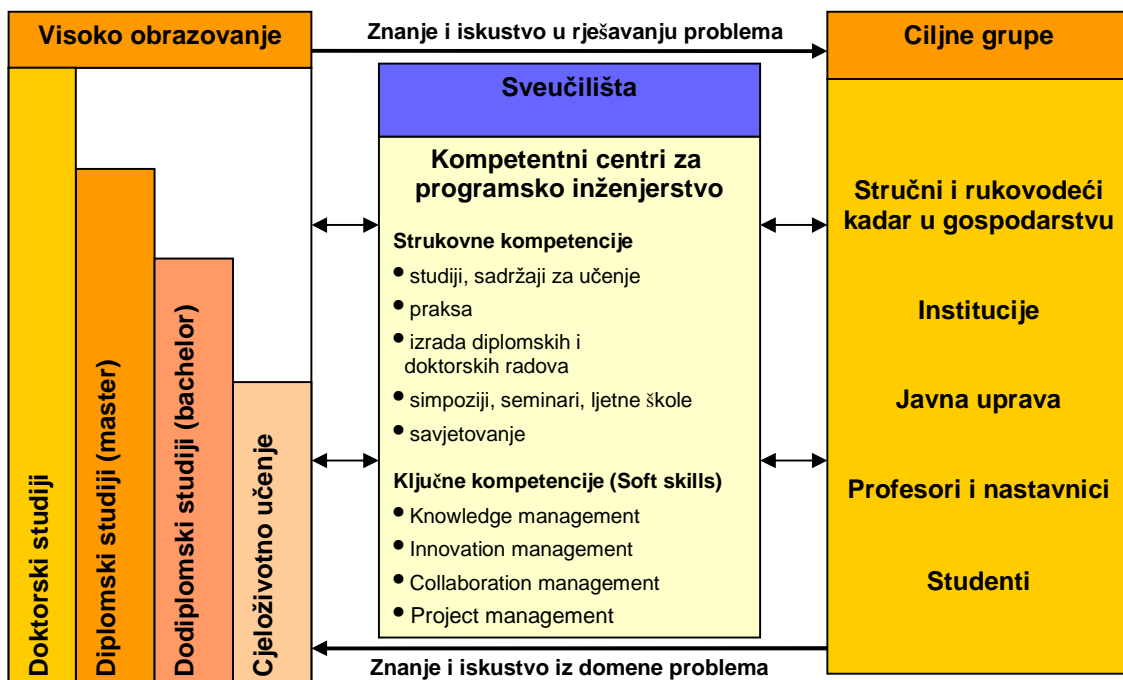 Visoko obrazovanje
Doktorski studiji
Diplomski studiji (master)
Dodiplomski studiji (bachelor)
Cjeloživotno učenje
Znanje i iskustvo u rješavanju problema
Sveučilišta
Kompetentni centri za
programsko inženjerstvo
Strukovne kompetencije
• studiji, sadržaji za učenje
• praksa
• izrada diplomskih i
doktorskih radova
• simpoziji, seminari, ljetne škole
• savjetovanje
Ključne kompetencije (Soft skills)
• Knowledge management
• Innovation management
• Collaboration management
• Project management
Znanje i iskustvo iz domene problema
Ciljne grupe
Stručni i rukovodeći
kadar u gospodarstvu
Institucije
Javna uprava
Profesori i nastavnici
Studenti